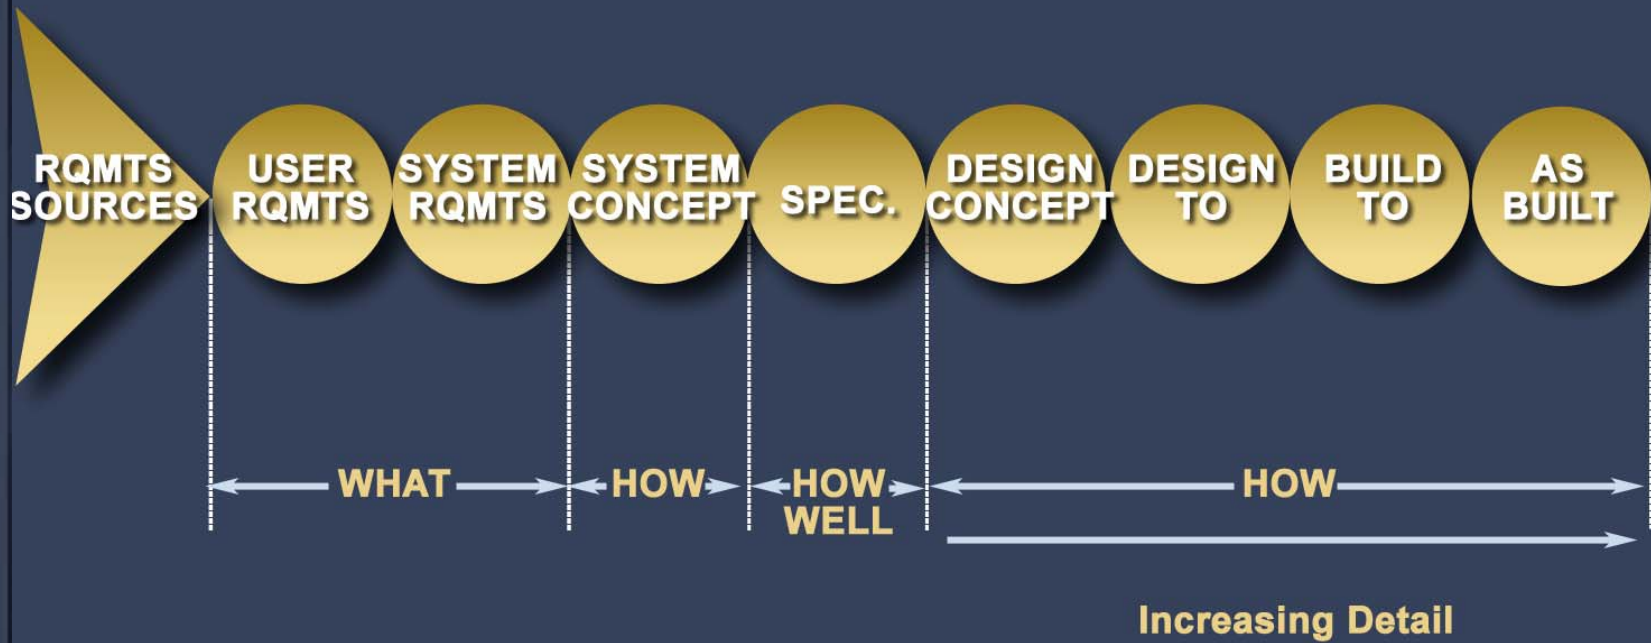 RQMTS
SOURCES
USER
RQMTS
SYSTEM
RQMTS
SYSTEM
CONCEPT
SPEC.
DESIGN
CONCEPT
DESIGN
TO
BUILD
TO
AS
BUILT
WHAT
HOW
HOW
WELL
HOW
Increasing Detail